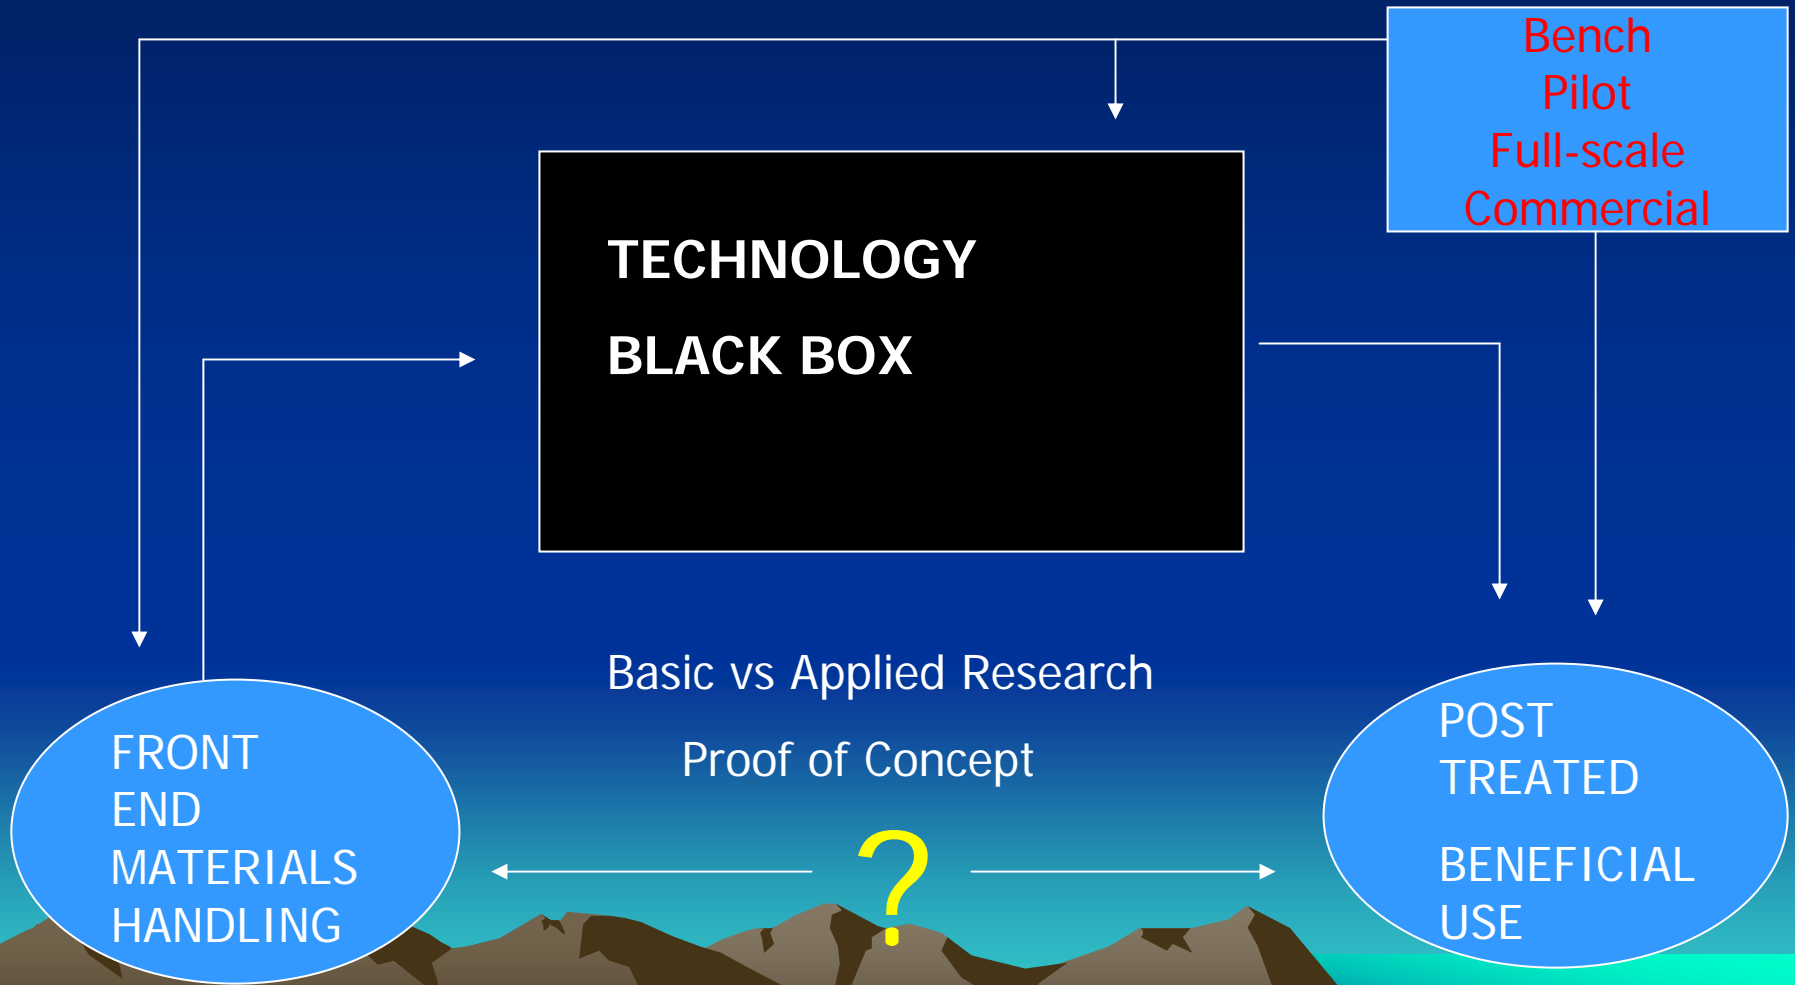 Bench
Pilot
Full-scale
Commercial
TECHNOLOGY
BLACK BOX
Basic vs Applied Research
Proof of Concept
?
FRONT
END
MATERIALS
HANDLING
POST
TREATED
BENEFICIAL
USE